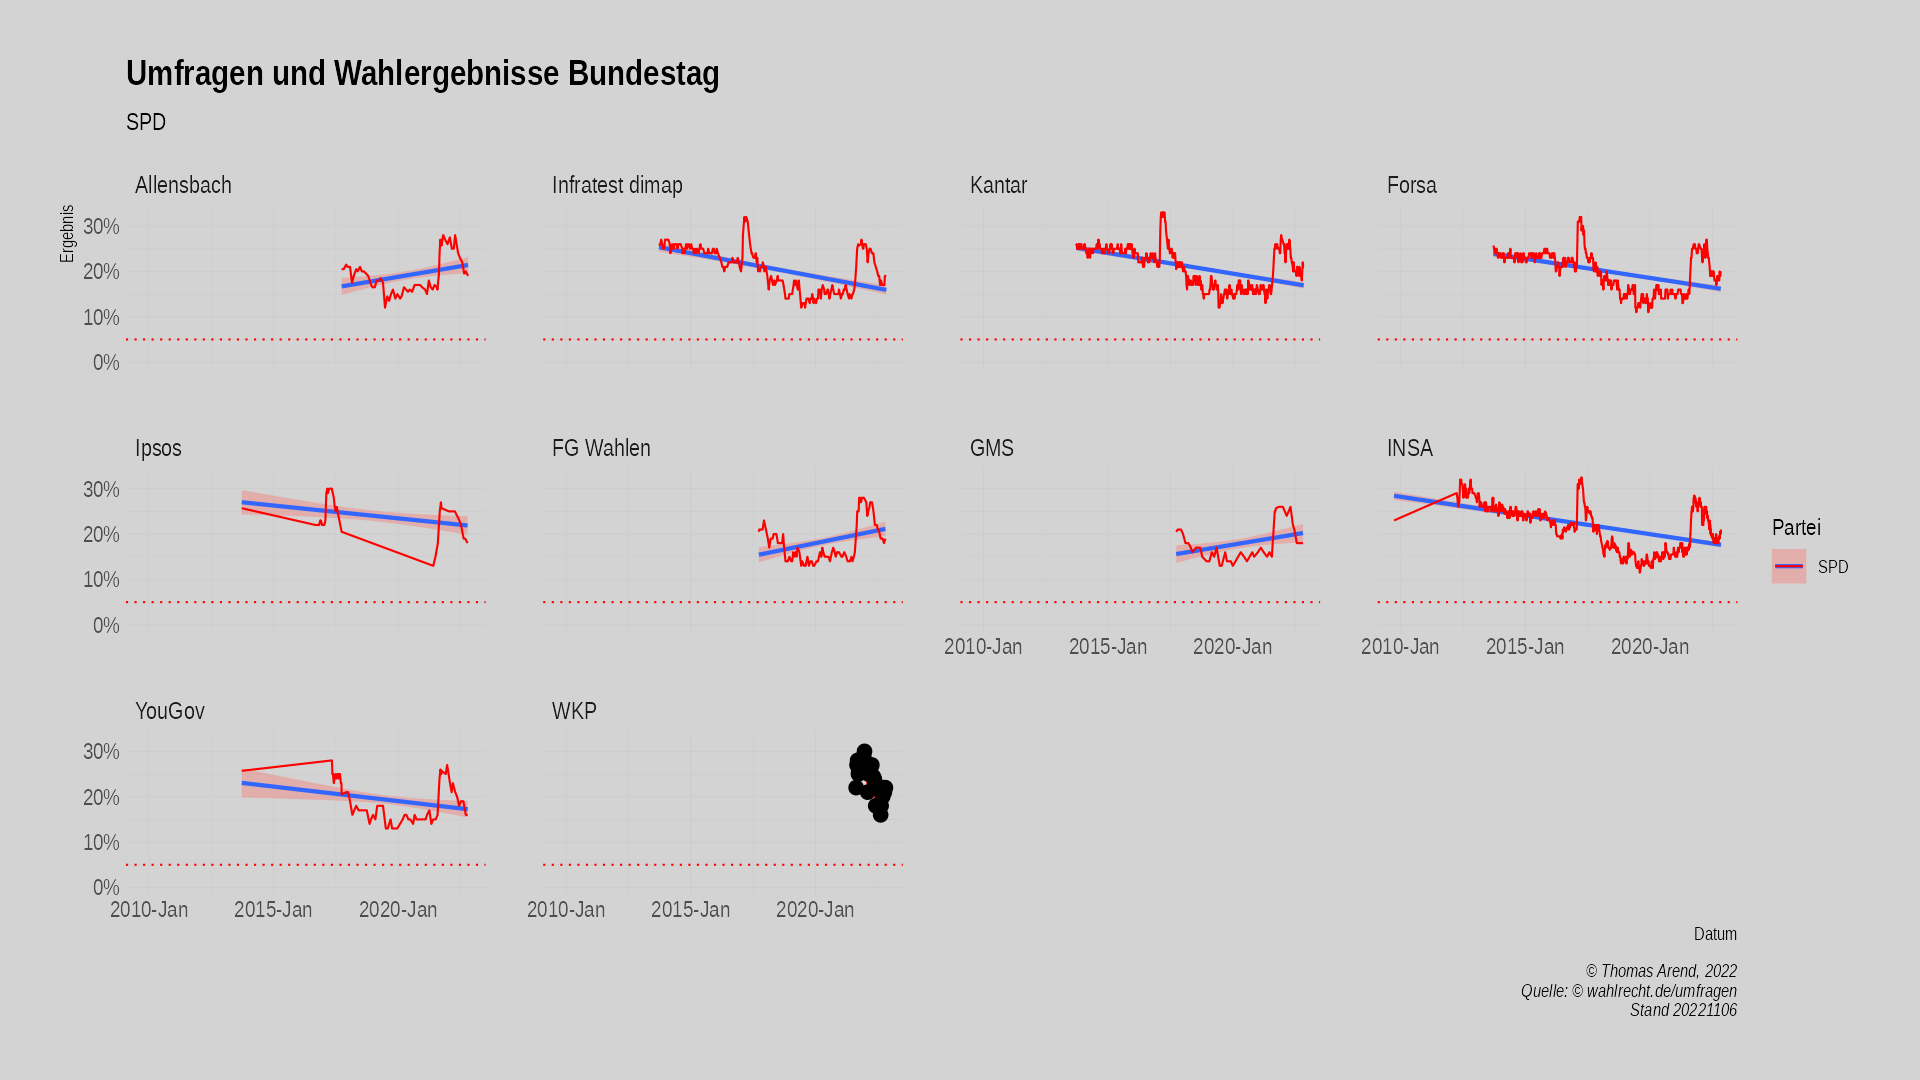 Umfragen und Wahlergebnisse Bundestag
SPD
Allensbach
Infratest dimap
Kantar
Forsa
Ergebnis
30%
20%
10%
0%
Ipsos
FG Wahlen
GMS
INSA
30%
20%
10%
0%
2010-Jan 2015-Jan 2020-Jan
2010-Jan 2015-Jan 2020-Jan
Partei
SPD
YouGov
WKP
30%
20%
10%
0%
2010-Jan 2015-Jan 2020-Jan
2010-Jan 2015-Jan 2020-Jan
Datum
© Thomas Arend, 2022
Quelle: © wahlrecht.de/umfragen
Stand 20221106